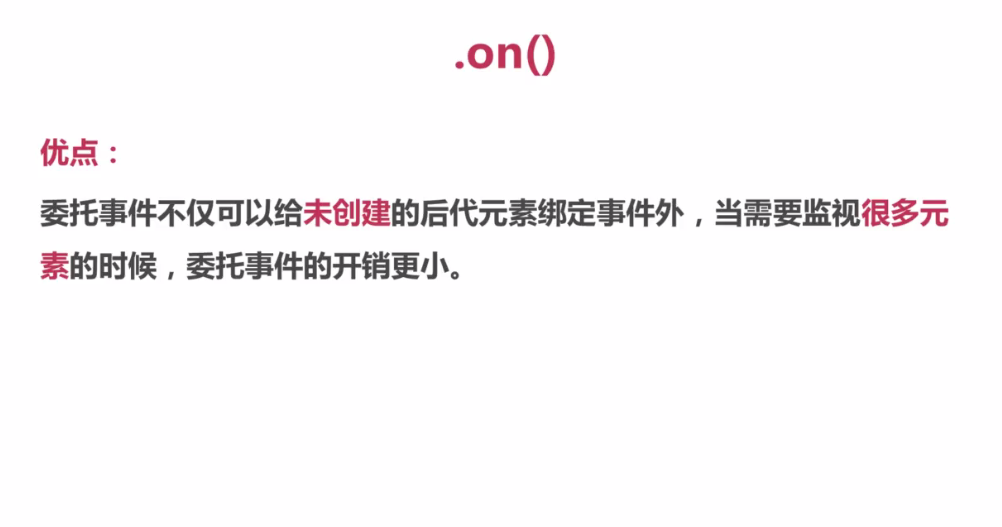 .on()
优点：
委托事件不仅可以给未创建的后代元素绑定事件外，当需要监视很多元
素的时候，委托事件的开销更小。